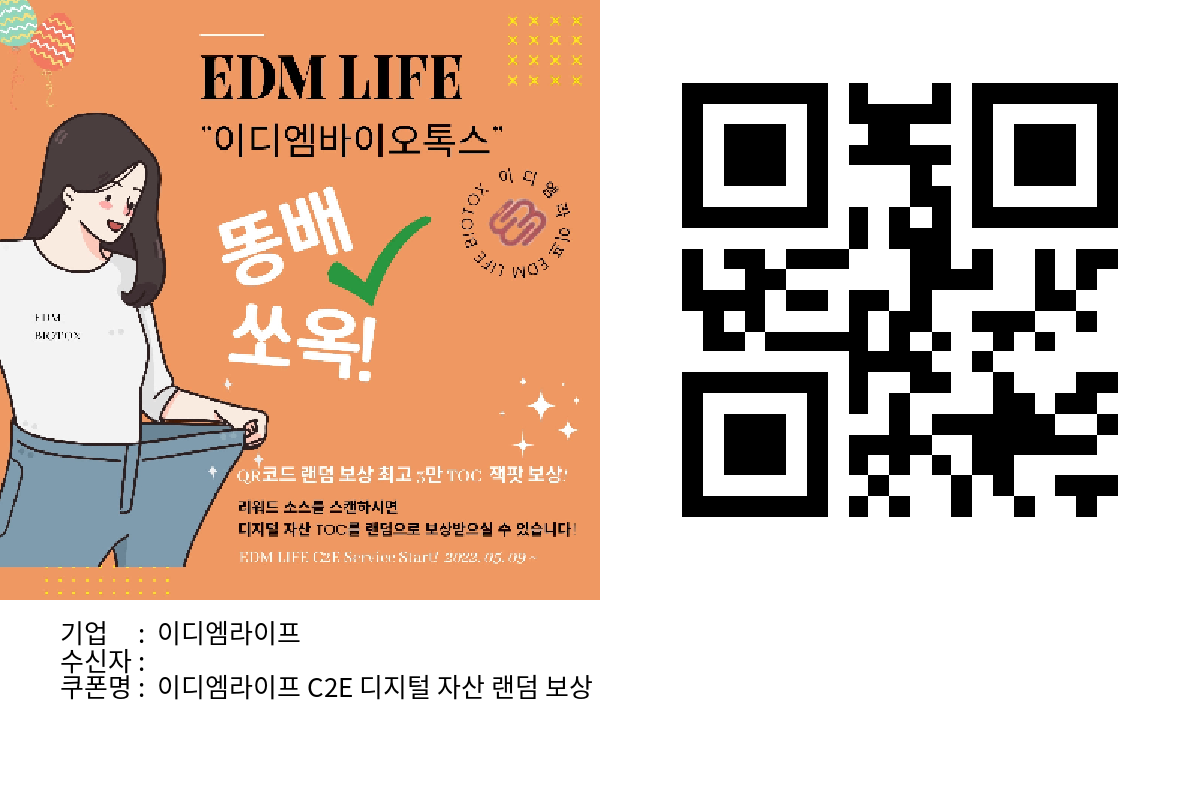 EDM LIFE
"이디엠바이오톡스"
이디엠라이프 EDM LIFE BIOTOX
똥배
쏘옥!
EDM
BIOTOX
QR코드 랜덤 보상 최고 5만 TOC 잭팟 보상!
리워드 소스를 스캔하시면
디지털 자산 TOC를 랜덤으로 보상받으실 수 있습니다!
EDM LIFE C2E Service Start! 2022. 05. 09 ~
기업 : 이디엠라이프
수신자 :
쿠폰명 : 이디엠라이프 C2E 디지털 자산 랜덤 보상